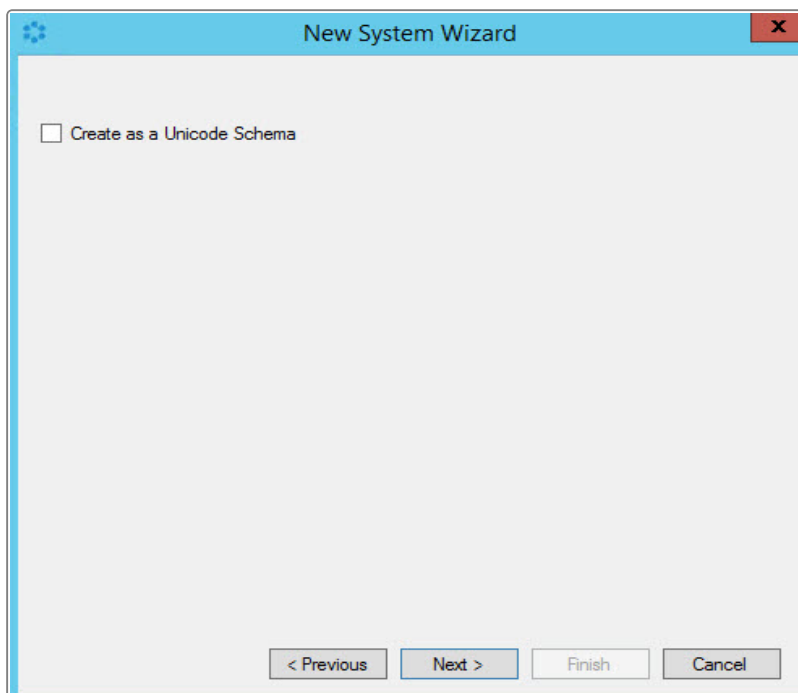 New System Wizard
x
Create as a Unicode Schema
< Previous Next > Finish Cancel